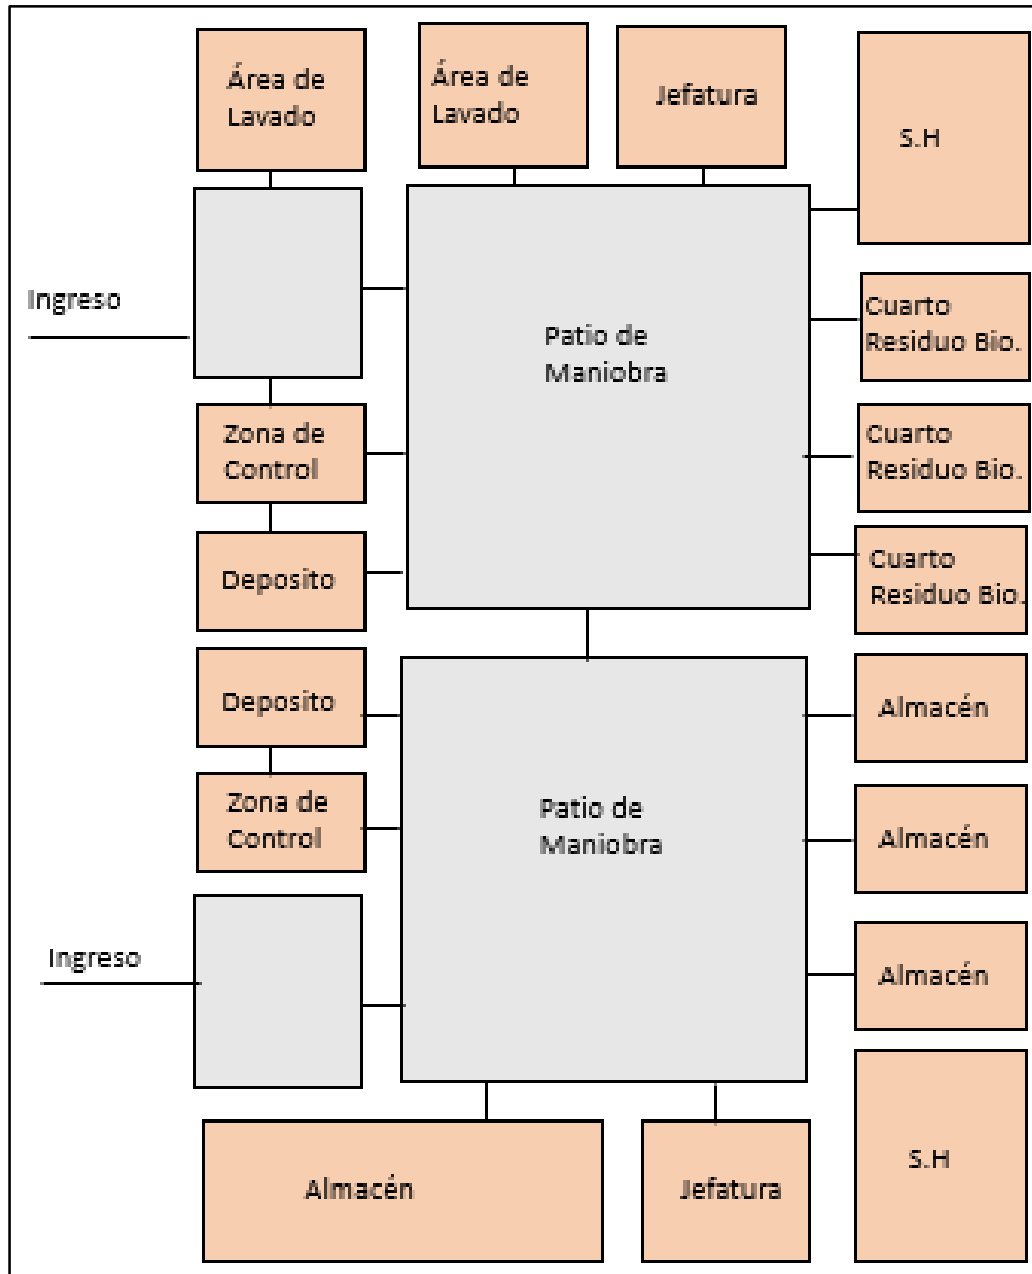 Área de
Lavado
Área de
Lavado
Jefatura
S.H
Ingreso
Patio de
Maniobra
Cuarto
Residuo Bio.
Zona de
Control
Cuarto
Residuo Bio.
Deposito
Cuarto
Residuo Bio.
Deposito
Almacén
Zona de
Control
Patio de
Maniobra
Almacén
Ingreso
Almacén
Almacén
Jefatura
S.H